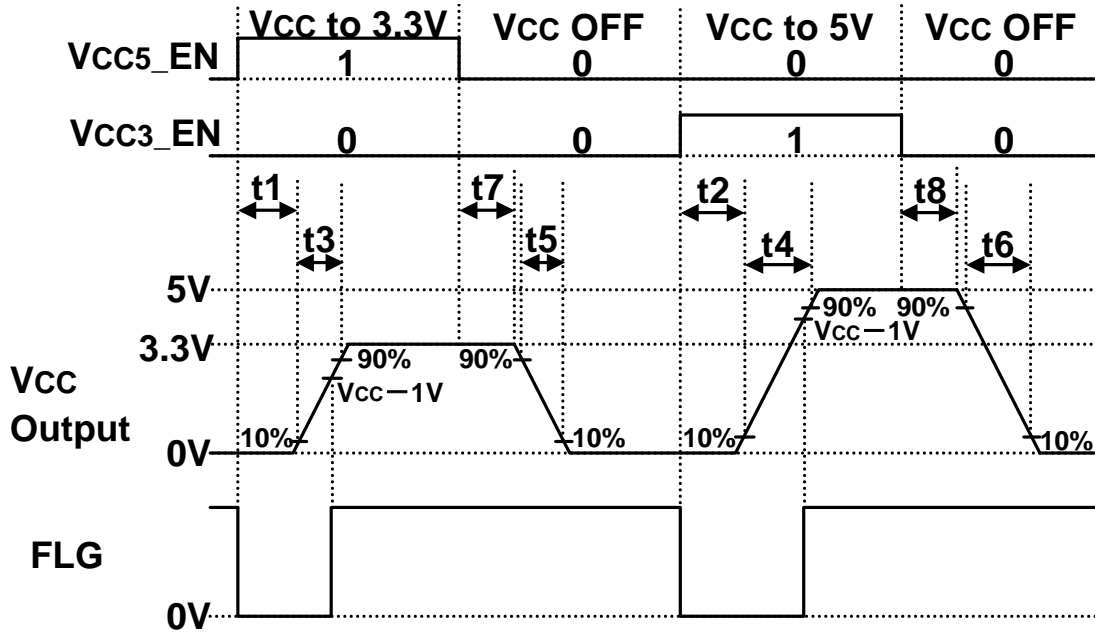 VCC to 3.3V VCC OFF VCC to 5V VCC OFF
VCC5_EN 1 0 0 0
VCC3_EN 0 0 1 0
t1 t7 t2 t8
t3 t5 t4 t6
5V 90% 90%
VCC−1V
3.3V 90% 90%
VCC−1V
VCC
Output
10% 10% 10% 10%
0V
FLG
0V